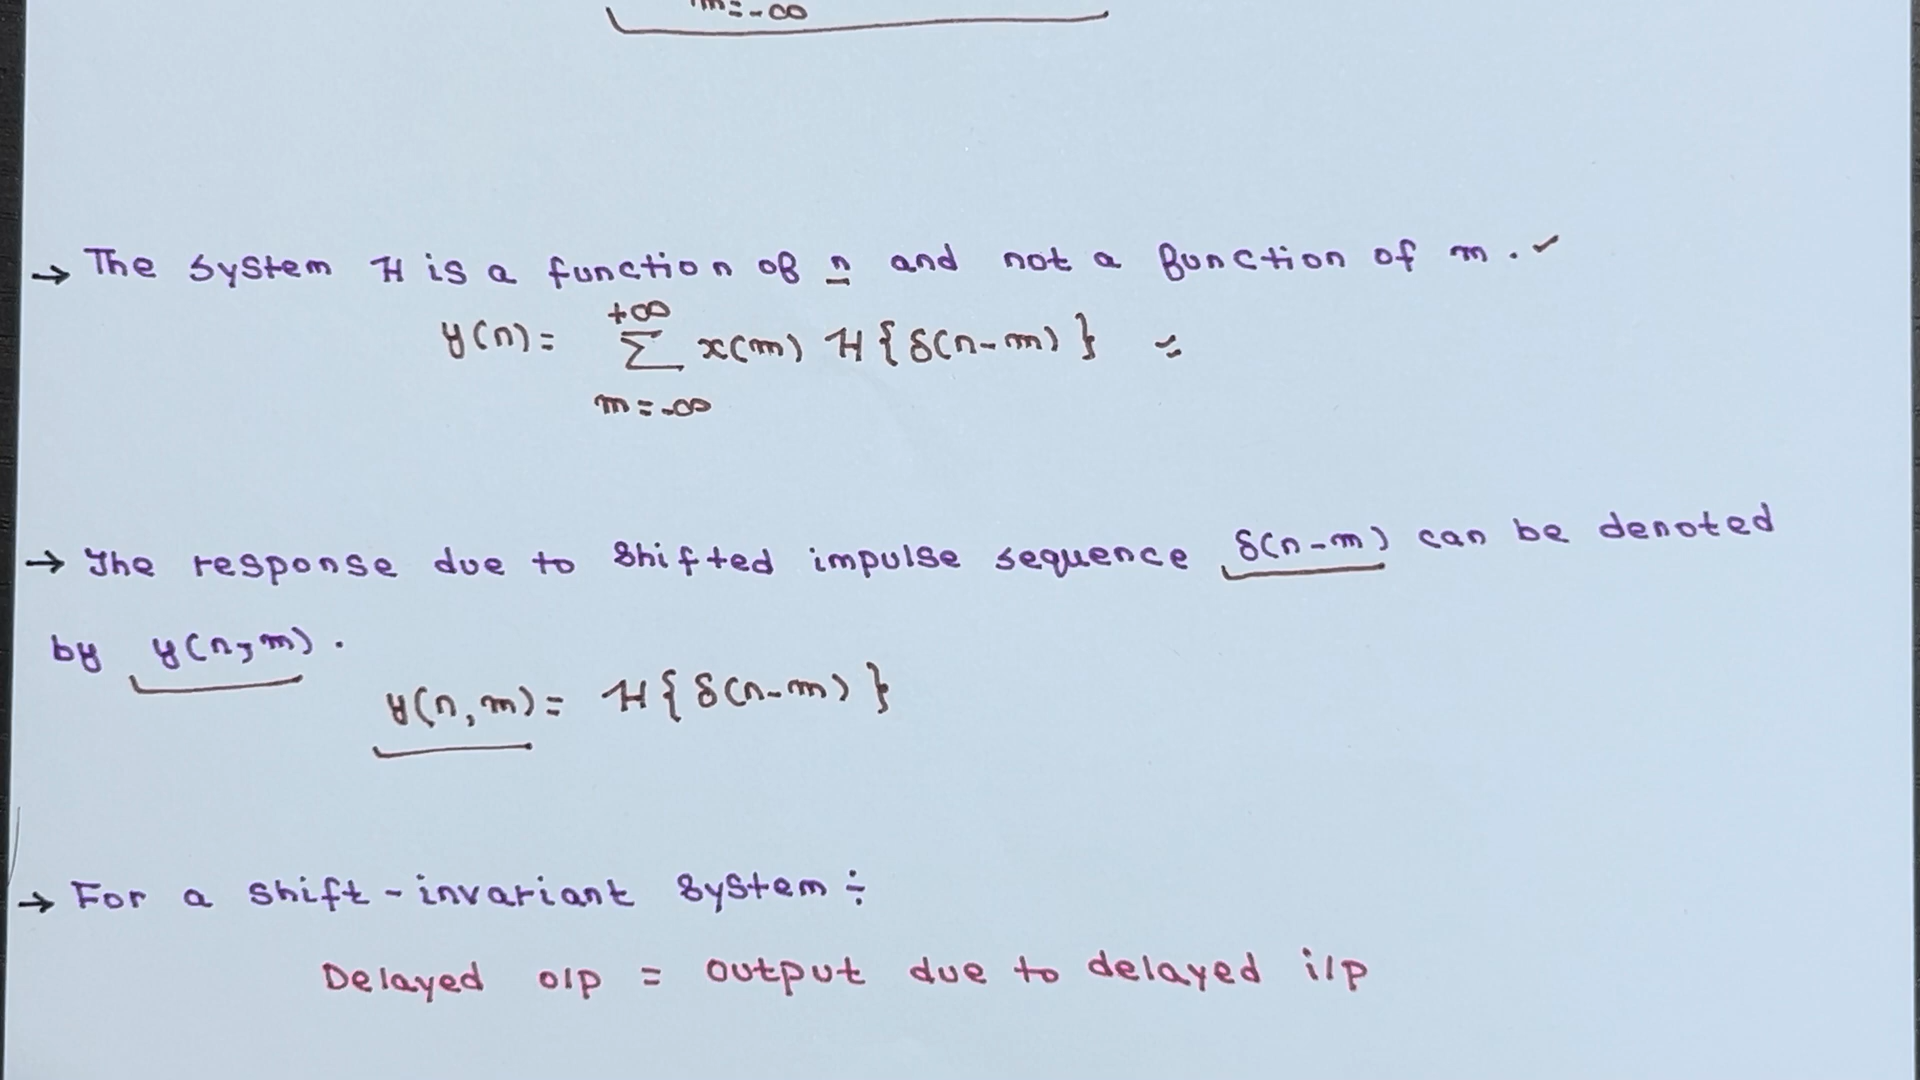 m=-∞
→ The system H is a function of n and not a function of m. ✓
+∞
y(n)= Σ x(m) H{δ(n-m)}
m=-∞
→ The response due to shifted impulse sequence δ(n-m) can be denoted
by y(n,m).
y(n,m)= H{δ(n-m)}
→ For a shift-invariant system ÷
Delayed o/p = output due to delayed i/p